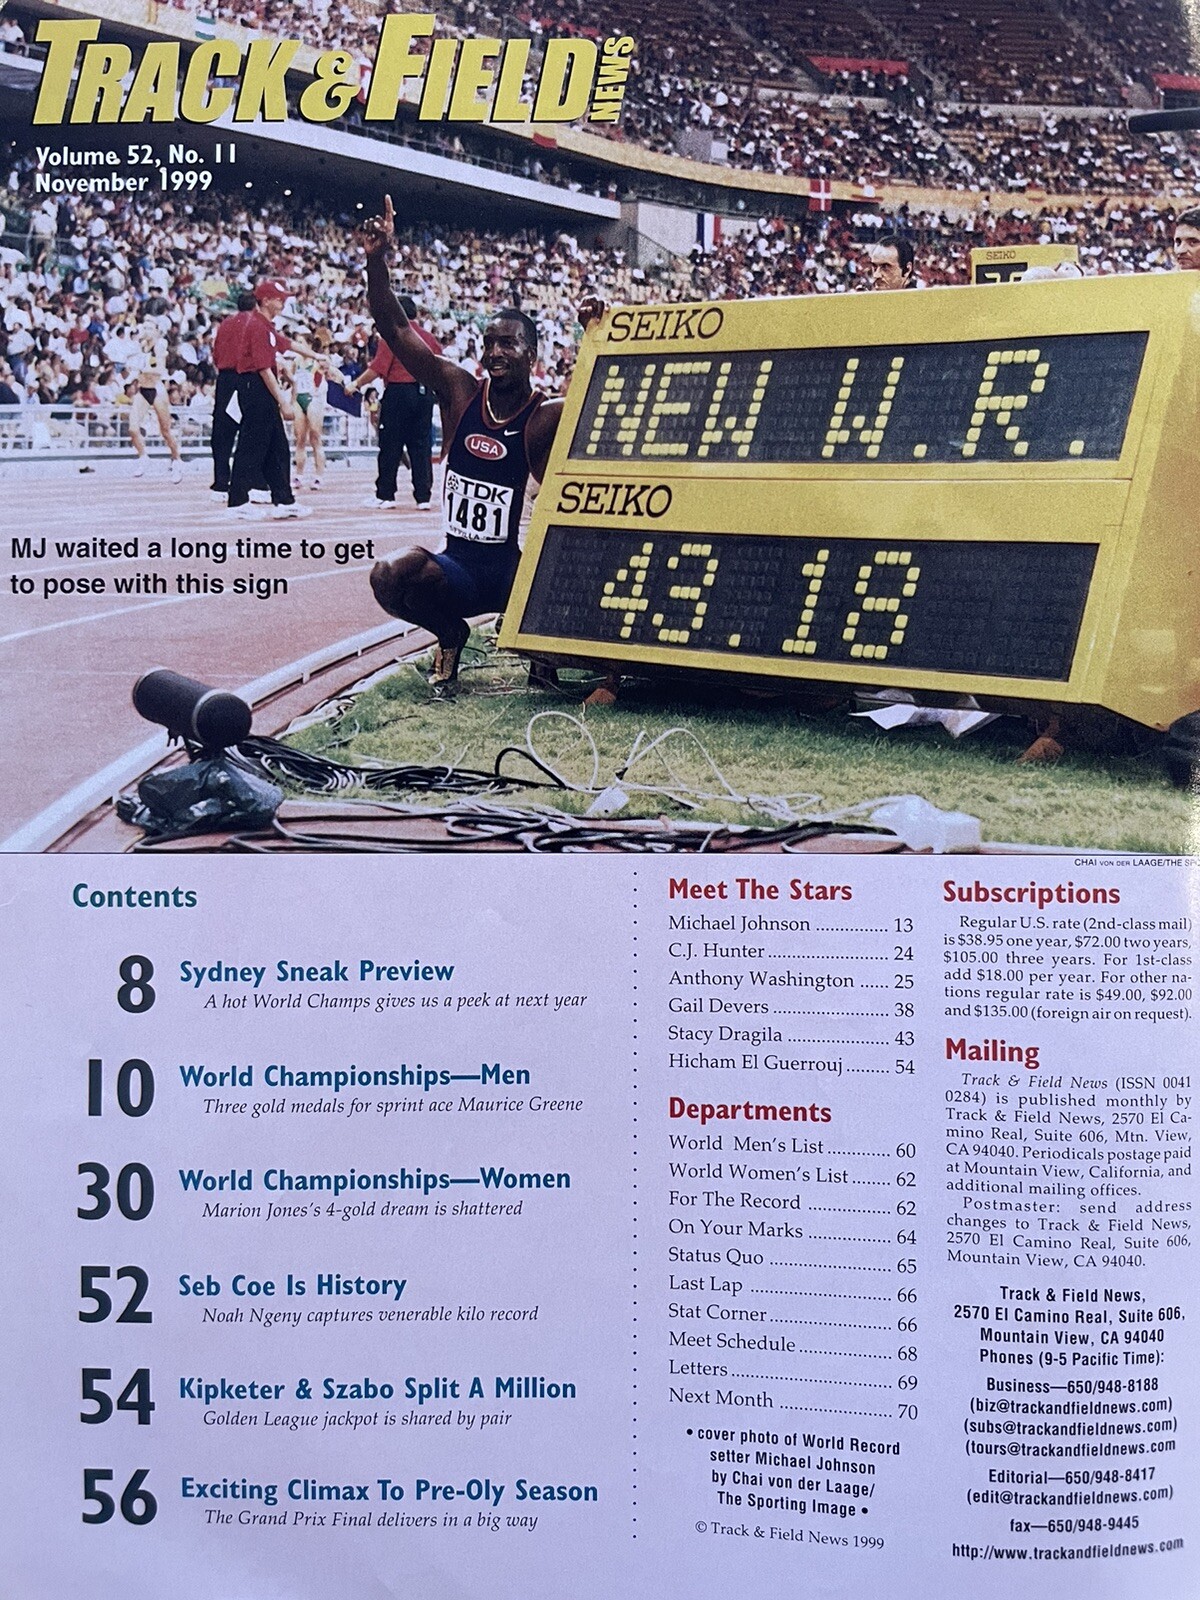 TRACK & FIELD NEWS
Volume 52, No. 11
November 1999
SEIKO
SEIKO
NEW W.R.
SEIKO
43.18
USA
TDK
1481
SEVILLA
MJ waited a long time to get
to pose with this sign
CHAI VON DER LAAGE/THE SPO
Contents
8
Sydney Sneak Preview
A hot World Champs gives us a peek at next year
10
World Championships—Men
Three gold medals for sprint ace Maurice Greene
30
World Championships—Women
Marion Jones's 4-gold dream is shattered
52
Seb Coe Is History
Noah Ngeny captures venerable kilo record
54
Kipketer & Szabo Split A Million
Golden League jackpot is shared by pair
56
Exciting Climax To Pre-Oly Season
The Grand Prix Final delivers in a big way
Meet The Stars
Michael Johnson ............... 13
C.J. Hunter ......................... 24
Anthony Washington ...... 25
Gail Devers ........................ 38
Stacy Dragila ..................... 43
Hicham El Guerrouj ......... 54
Departments
World Men's List ............. 60
World Women's List ........ 62
For The Record ................. 62
On Your Marks ................. 64
Status Quo ........................ 65
Last Lap ............................ 66
Stat Corner ........................ 66
Meet Schedule ................... 68
Letters ................................ 69
Next Month ....................... 70
• cover photo of World Record
setter Michael Johnson
by Chai von der Laage/
The Sporting Image •
© Track & Field News 1999
Subscriptions
Regular U.S. rate (2nd-class mail)
is $38.95 one year, $72.00 two years,
$105.00 three years. For 1st-class
add $18.00 per year. For other na-
tions regular rate is $49.00, $92.00
and $135.00 (foreign air on request).
Mailing
Track & Field News (ISSN 0041
0284) is published monthly by
Track & Field News, 2570 El Ca-
mino Real, Suite 606, Mtn. View,
CA 94040. Periodicals postage paid
at Mountain View, California, and
additional mailing offices.
Postmaster: send address
changes to Track & Field News,
2570 El Camino Real, Suite 606,
Mountain View, CA 94040.
Track & Field News,
2570 El Camino Real, Suite 606,
Mountain View, CA 94040
Phones (9-5 Pacific Time):
Business—650/948-8188
(biz@trackandfieldnews.com)
(subs@trackandfieldnews.com)
(tours@trackandfieldnews.com
Editorial—650/948-8417
(edit@trackandfieldnews.com)
fax—650/948-9445
http://www.trackandfieldnews.com